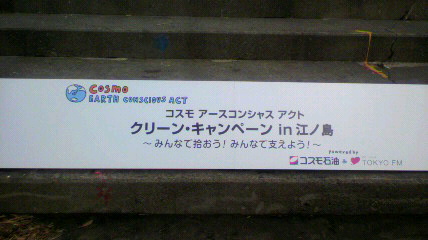 COSMO
EARTH CONSCIOUS ACT
コスモ アースコンシャス アクト
クリーン・キャンペーン in 江ノ島
～ みんなで拾おう！みんなで支えよう！～
powered by
コスモ石油 & TOKYO FM